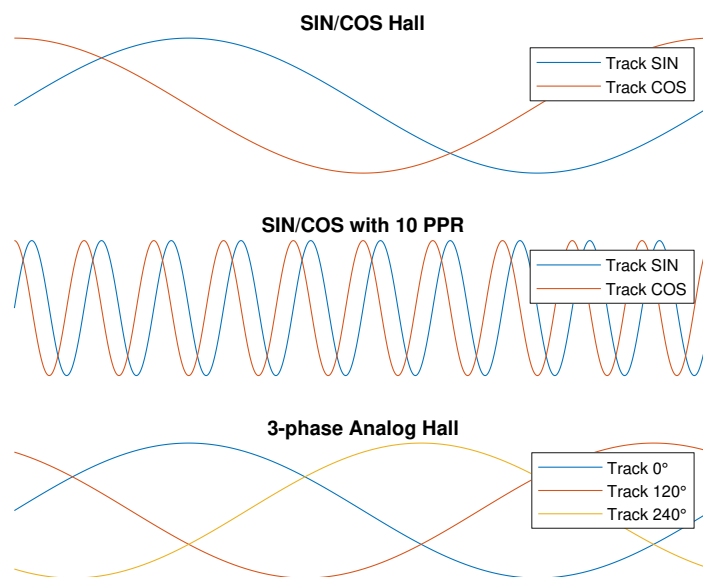 SIN/COS Hall
Track SIN
Track COS
SIN/COS with 10 PPR
Track SIN
Track COS
3-phase Analog Hall
Track 0°
Track 120°
Track 240°